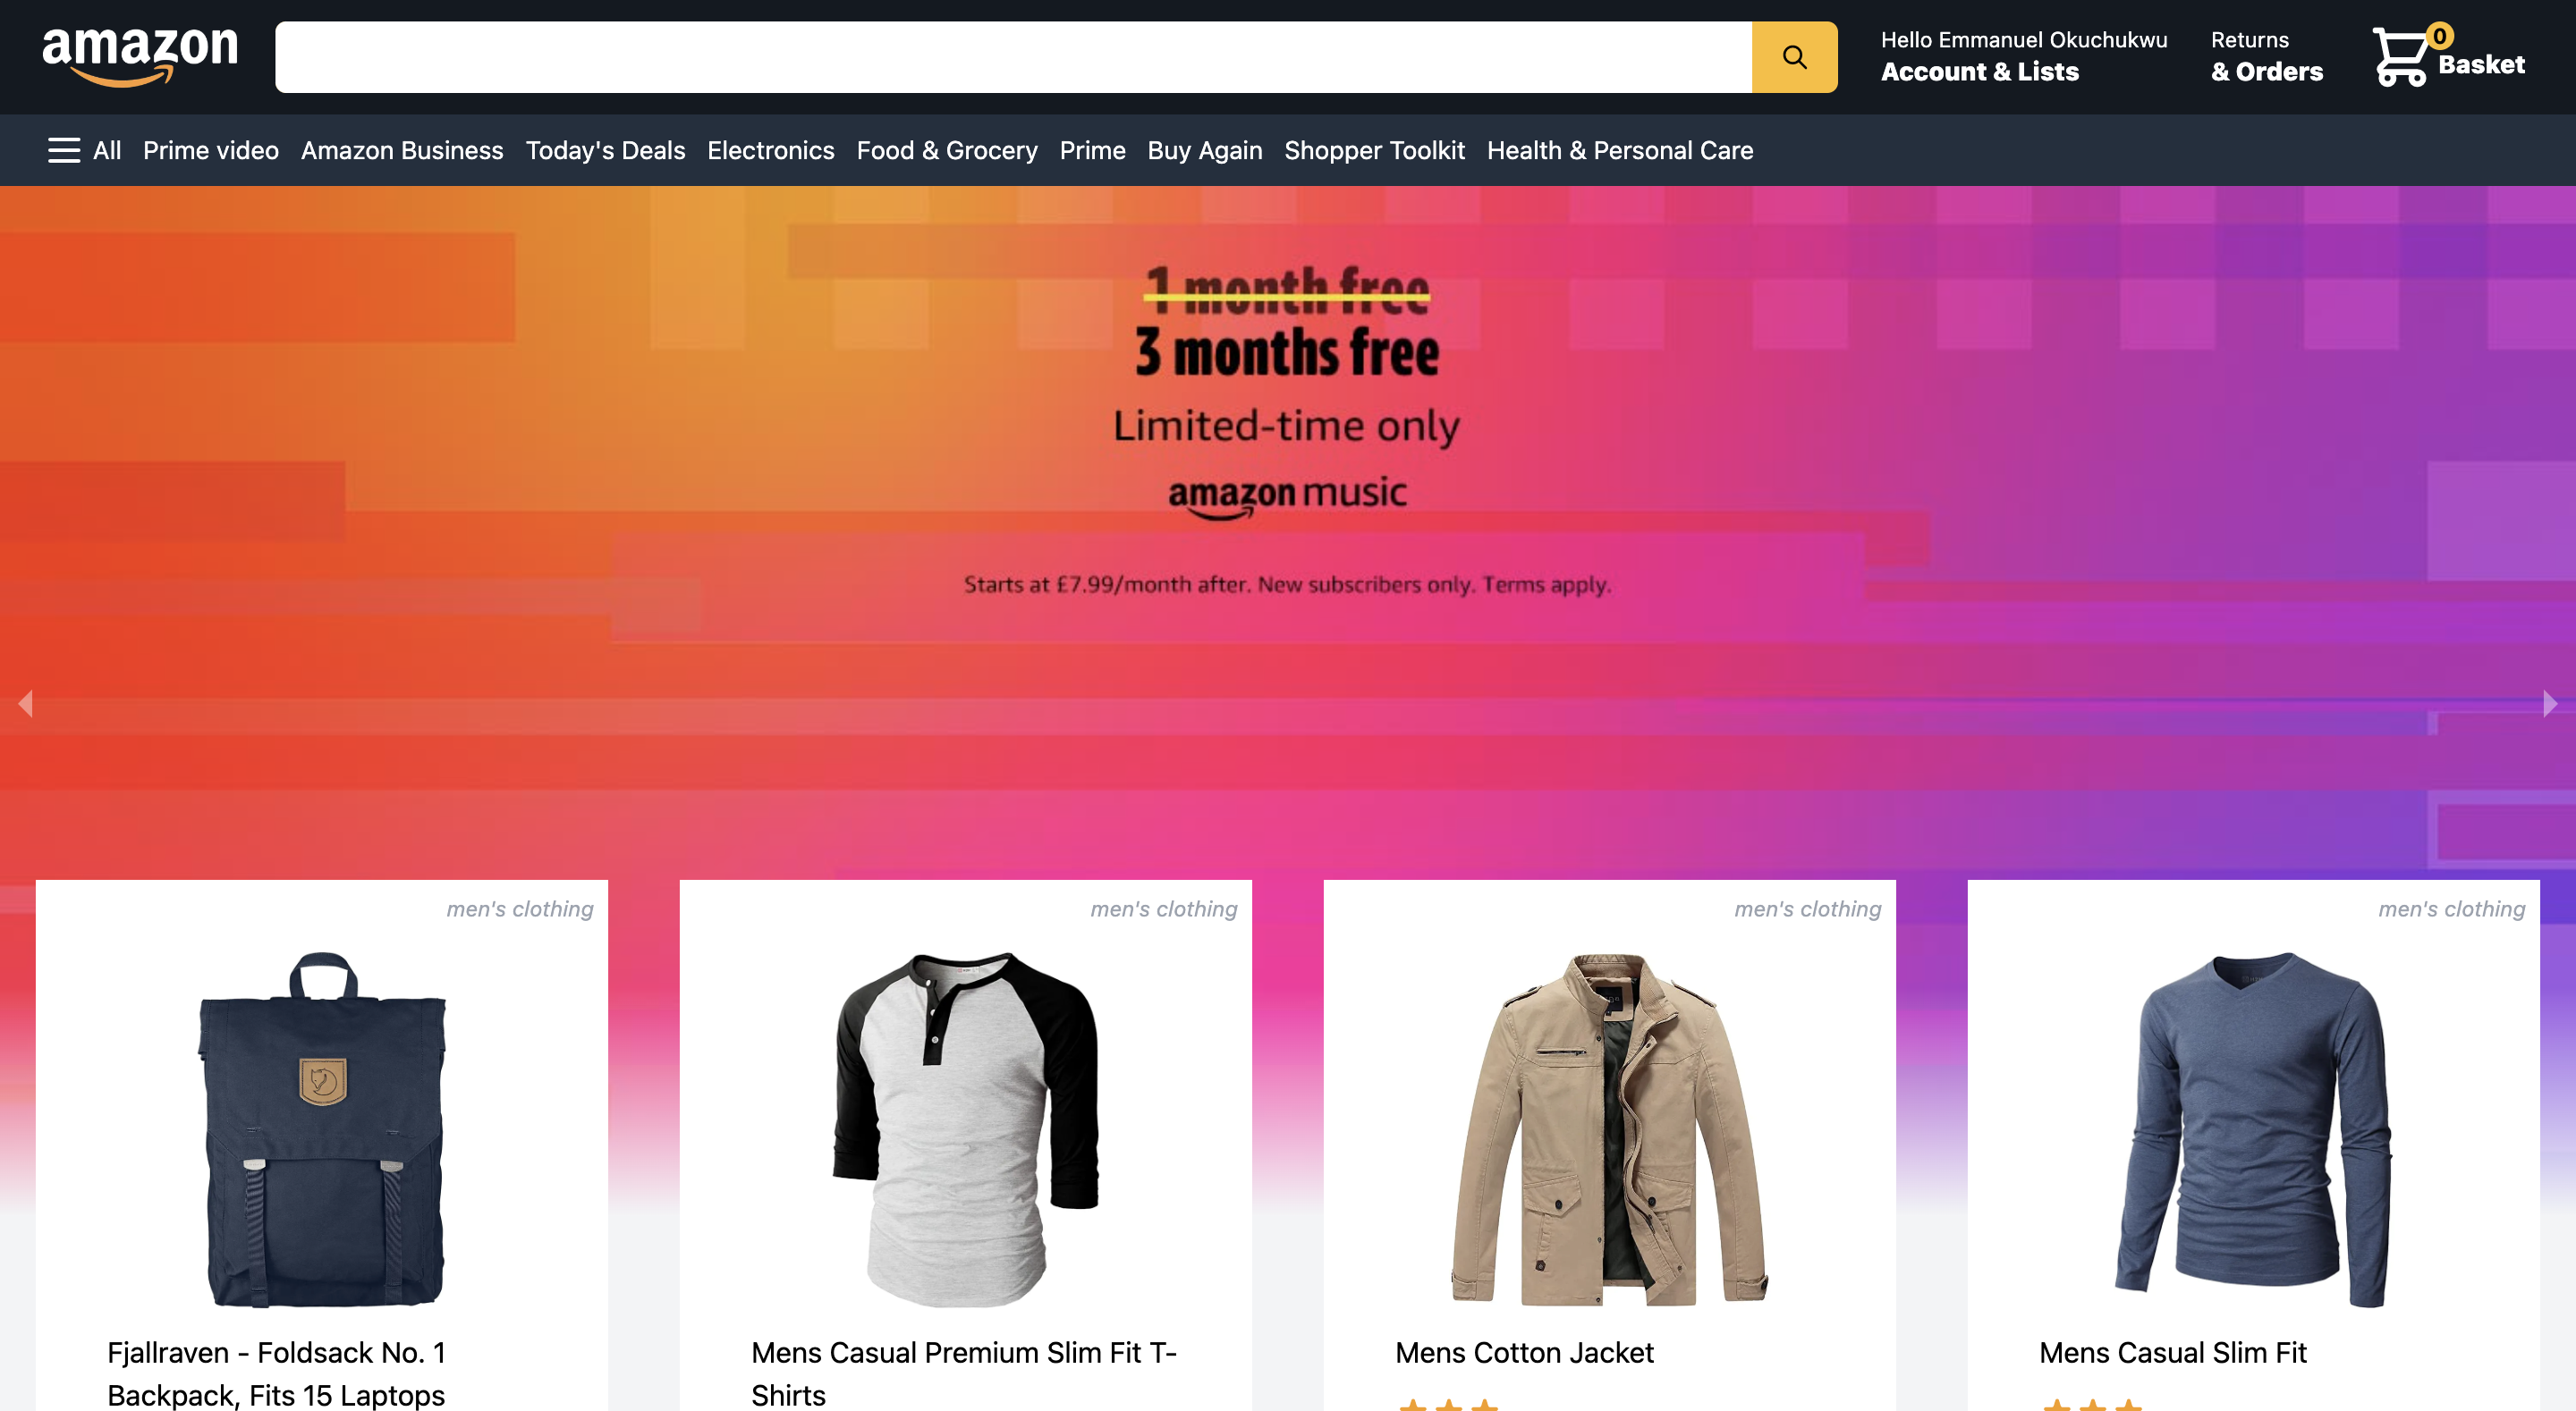 amazon
Hello Emmanuel Okuchukwu
Account & Lists
Returns
& Orders
0
Basket
All Prime video Amazon Business Today's Deals Electronics Food & Grocery Prime Buy Again Shopper Toolkit Health & Personal Care
1 month free
3 months free
Limited-time only
amazon music
Starts at £7.99/month after. New subscribers only. Terms apply.
men's clothing
Fjallraven - Foldsack No. 1
Backpack, Fits 15 Laptops
men's clothing
Mens Casual Premium Slim Fit T-
Shirts
men's clothing
Mens Cotton Jacket
men's clothing
Mens Casual Slim Fit